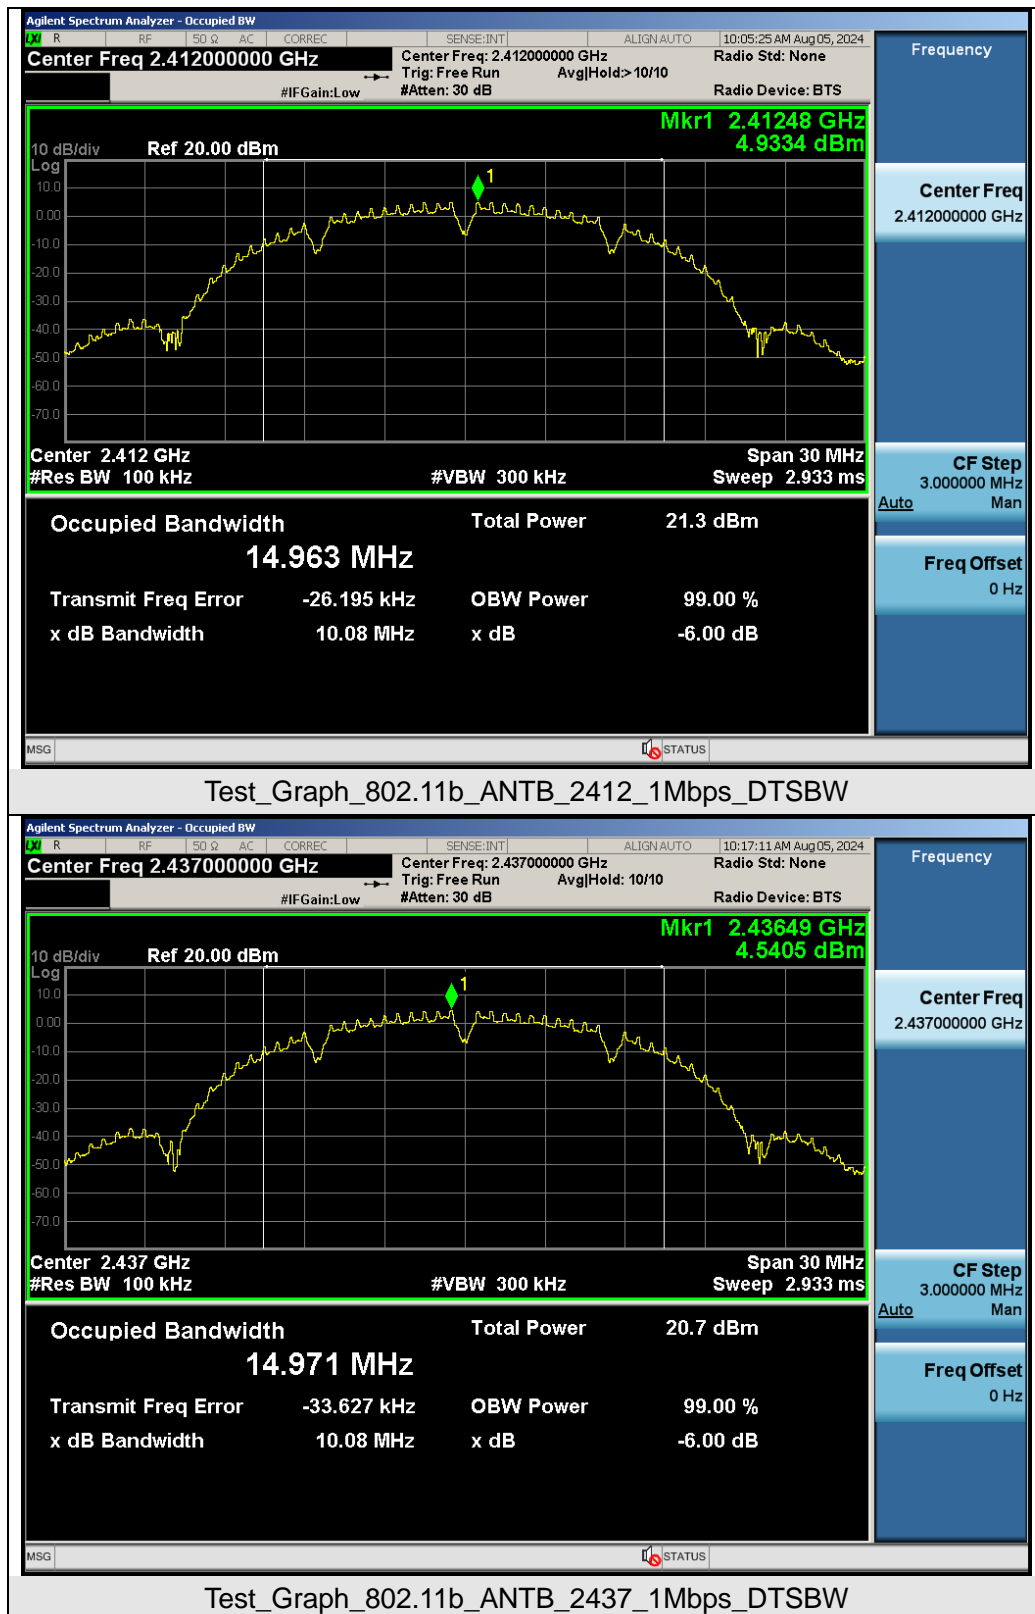 Agilent Spectrum Analyzer - Occupied BW
LXI R RF 50 Ω AC CORREC SENSE:INT ALIGN AUTO 10:05:25 AM Aug 05, 2024
Center Freq 2.412000000 GHz
Center Freq: 2.412000000 GHz
Radio Std: None
Trig: Free Run Avg|Hold:> 10/10
#IFGain:Low #Atten: 30 dB Radio Device: BTS
Frequency
Mkr1 2.41248 GHz
4.9334 dBm
10 dB/div Ref 20.00 dBm
Log
10.0
0.00
-10.0
-20.0
-30.0
-40.0
-50.0
-60.0
-70.0
1
Center 2.412 GHz Span 30 MHz
#Res BW 100 kHz #VBW 300 kHz Sweep 2.933 ms
Center Freq
2.412000000 GHz
CF Step
3.000000 MHz
Auto Man
Freq Offset
0 Hz
Occupied Bandwidth Total Power 21.3 dBm
14.963 MHz
Transmit Freq Error -26.195 kHz OBW Power 99.00 %
x dB Bandwidth 10.08 MHz x dB -6.00 dB
MSG STATUS
Test_Graph_802.11b_ANTB_2412_1Mbps_DTSBW
Agilent Spectrum Analyzer - Occupied BW
LXI R RF 50 Ω AC CORREC SENSE:INT ALIGN AUTO 10:17:11 AM Aug 05, 2024
Center Freq 2.437000000 GHz
Center Freq: 2.437000000 GHz
Radio Std: None
Trig: Free Run Avg|Hold: 10/10
#IFGain:Low #Atten: 30 dB Radio Device: BTS
Frequency
Mkr1 2.43649 GHz
4.5405 dBm
10 dB/div Ref 20.00 dBm
Log
10.0
0.00
-10.0
-20.0
-30.0
-40.0
-50.0
-60.0
-70.0
1
Center 2.437 GHz Span 30 MHz
#Res BW 100 kHz #VBW 300 kHz Sweep 2.933 ms
Center Freq
2.437000000 GHz
CF Step
3.000000 MHz
Auto Man
Freq Offset
0 Hz
Occupied Bandwidth Total Power 20.7 dBm
14.971 MHz
Transmit Freq Error -33.627 kHz OBW Power 99.00 %
x dB Bandwidth 10.08 MHz x dB -6.00 dB
MSG STATUS
Test_Graph_802.11b_ANTB_2437_1Mbps_DTSBW